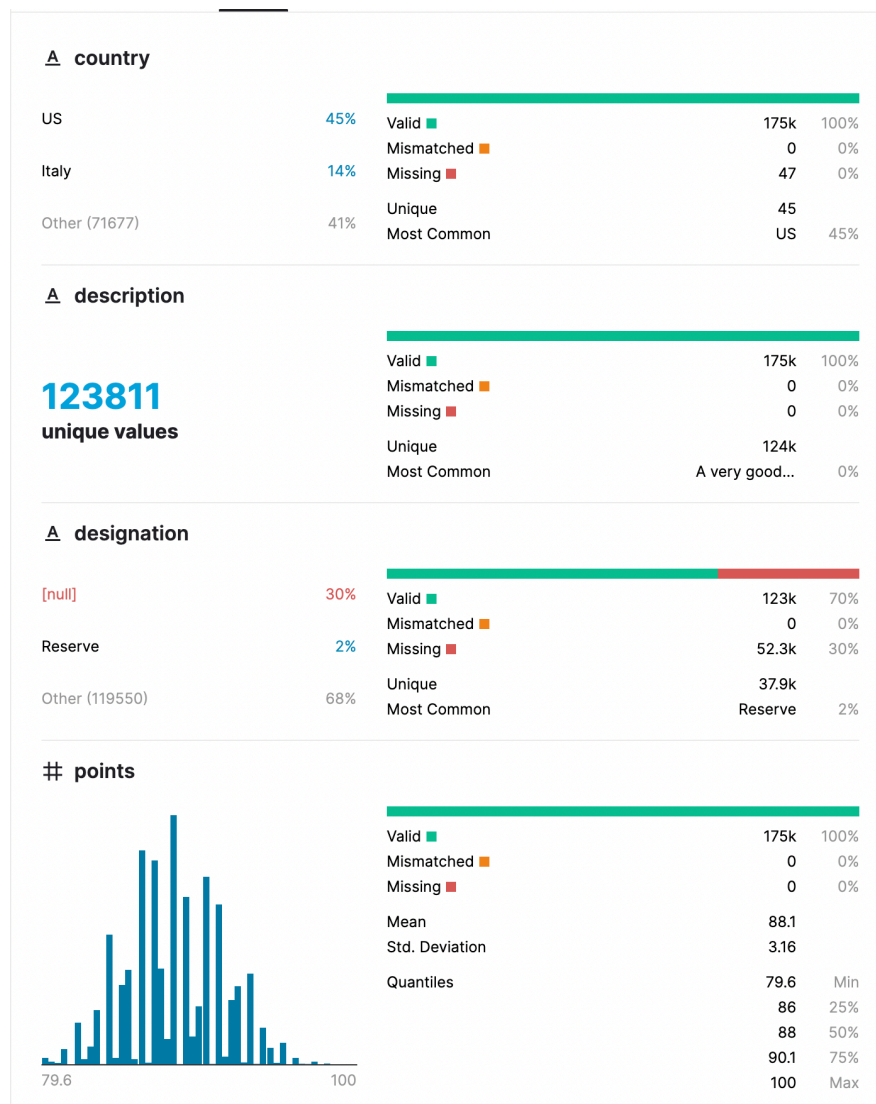 A country
US 45%
Italy 14%
Other (71677) 41%
Valid 175k 100%
Mismatched 0 0%
Missing 47 0%
Unique 45
Most Common US 45%
A description
123811
unique values
Valid 175k 100%
Mismatched 0 0%
Missing 0 0%
Unique 124k
Most Common A very good... 0%
A designation
[null] 30%
Reserve 2%
Other (119550) 68%
Valid 123k 70%
Mismatched 0 0%
Missing 52.3k 30%
Unique 37.9k
Most Common Reserve 2%
# points
79.6 100
Valid 175k 100%
Mismatched 0 0%
Missing 0 0%
Mean 88.1
Std. Deviation 3.16
Quantiles 79.6 Min
86 25%
88 50%
90.1 75%
100 Max